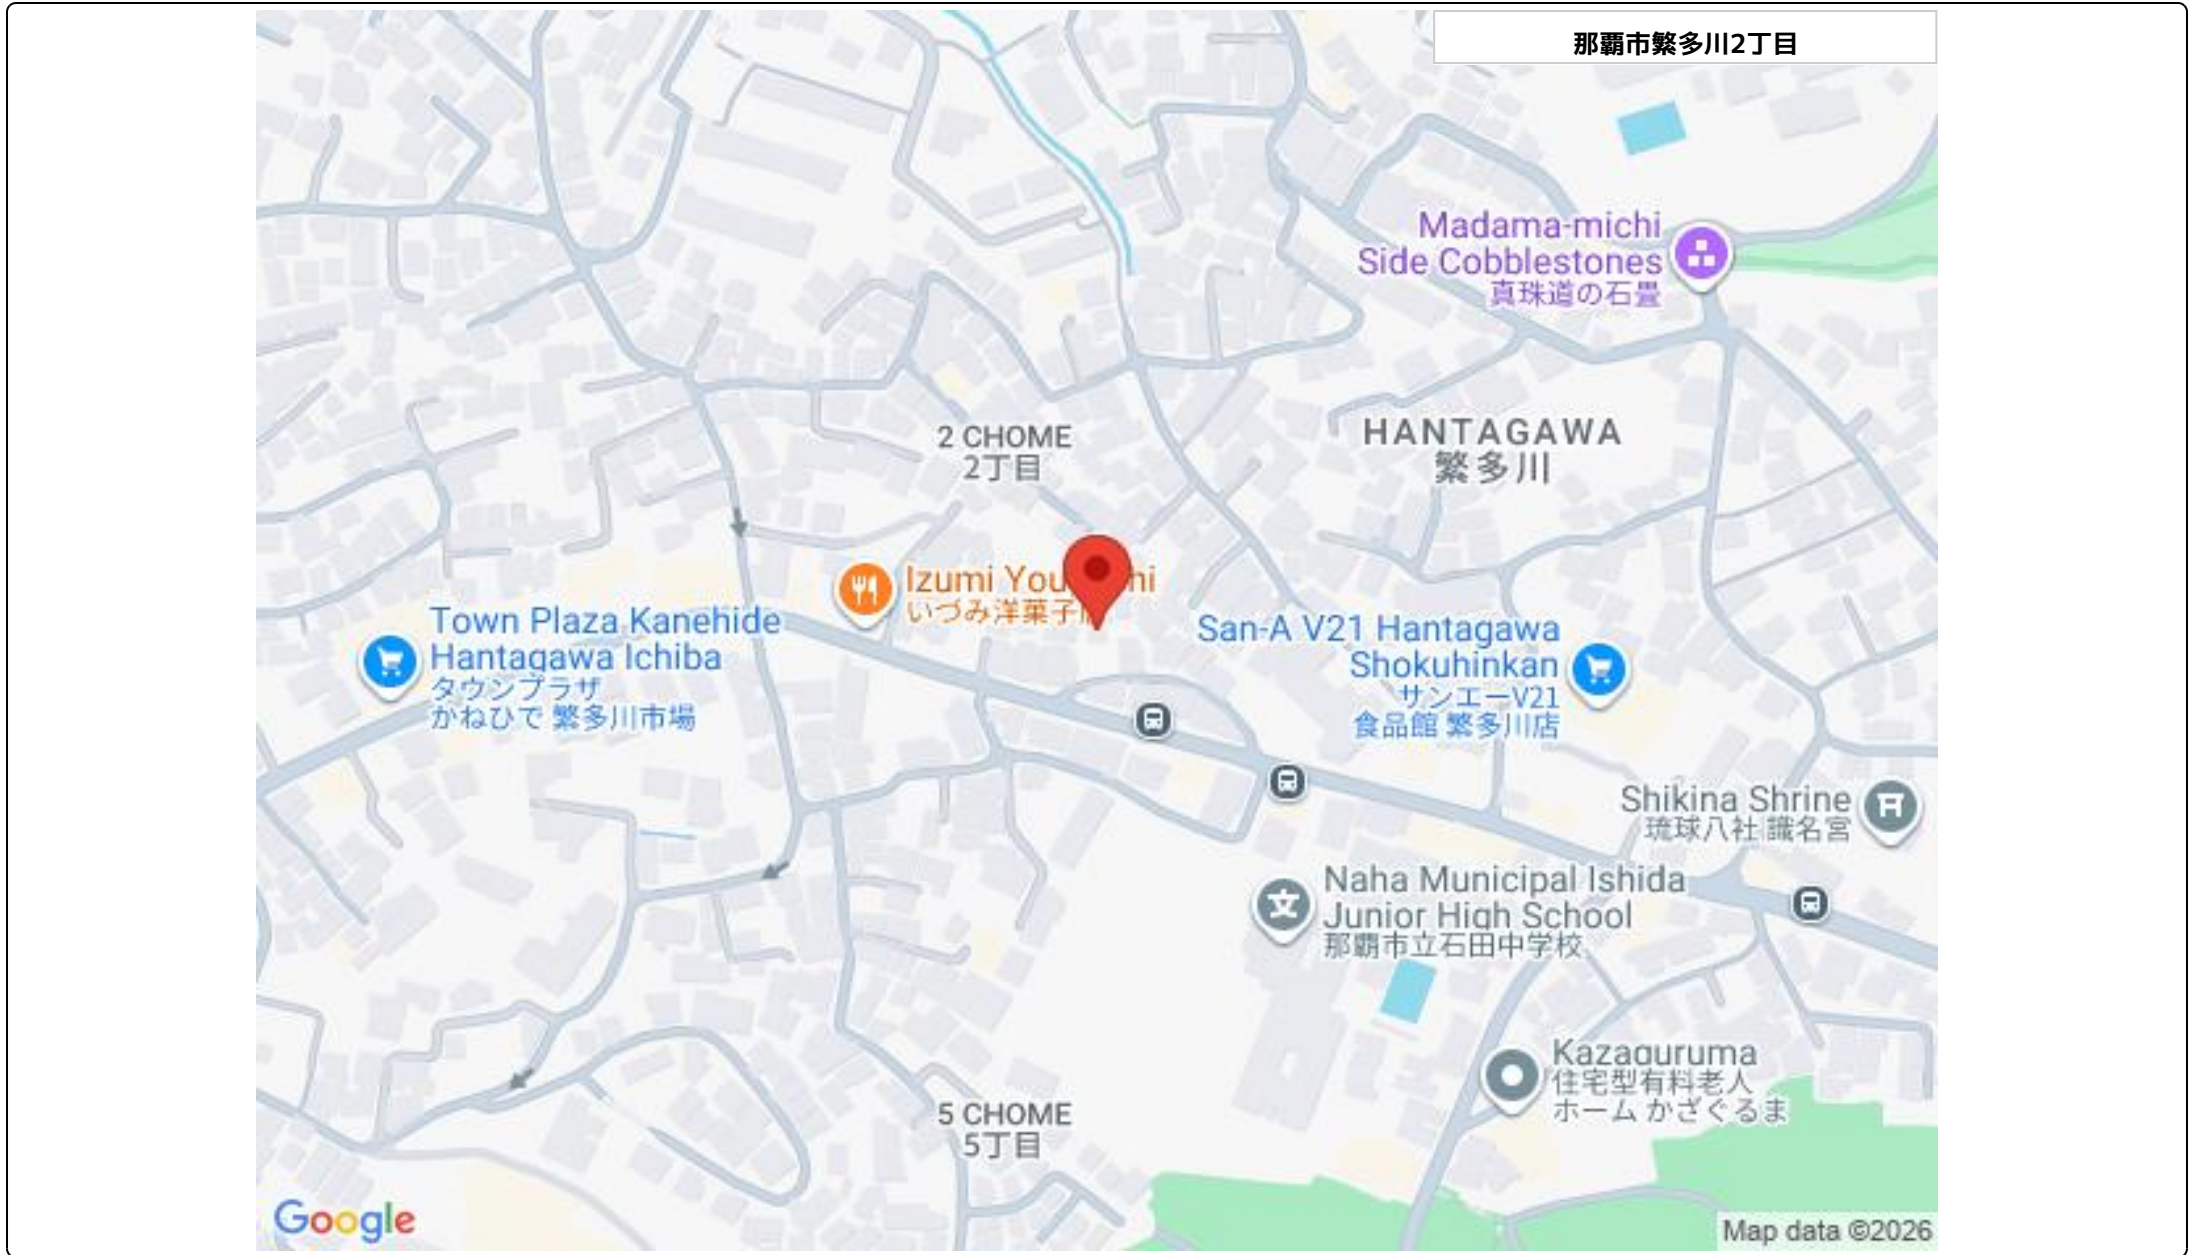 那覇市繁多川2丁目
Madama-michi
Side Cobblestones
真珠道の石畳
2 CHOME
2丁目
HANTAGAWA
繁多川
Izumi You
hi
いづみ洋菓子
Town Plaza Kanehide
Hantagawa Ichiba
タウンプラザ
かねひで 繁多川市場
San-A V21 Hantagawa
Shokuhinkan
サンエーV21
食品館 繁多川店
Shikina Shrine
琉球八社 識名宮
Naha Municipal Ishida
Junior High School
那覇市立石田中学校
文
Kazaguruma
住宅型有料老人
ホーム かざぐるま
5 CHOME
5丁目
Google
Map data ©2026